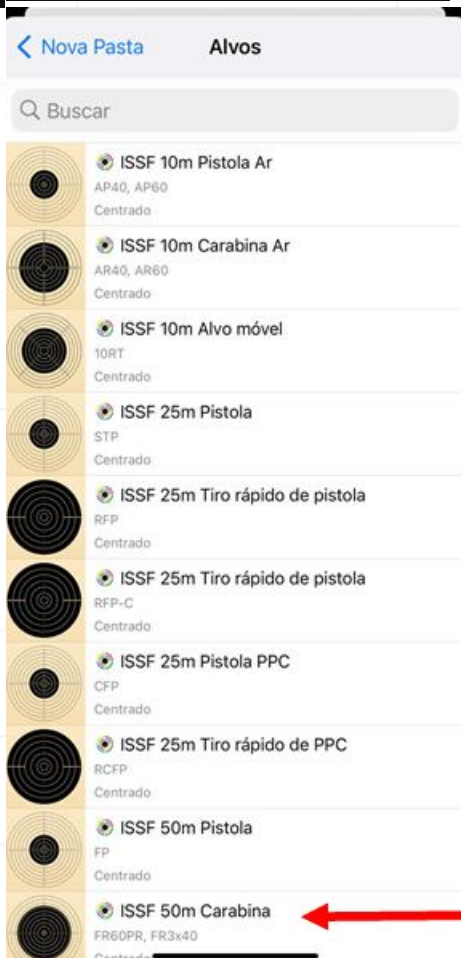 Nova Pasta Alvos
Buscar
ISSF 10m Pistola Ar
AP40, AP60
Centrado
ISSF 10m Carabina Ar
AR40, AR60
Centrado
ISSF 10m Alvo móvel
10RT
Centrado
ISSF 25m Pistola
STP
Centrado
ISSF 25m Tiro rápido de pistola
RFP
Centrado
ISSF 25m Tiro rápido de pistola
RFP-C
Centrado
ISSF 25m Pistola PPC
CFP
Centrado
ISSF 25m Tiro rápido de PPC
RCFP
Centrado
ISSF 50m Pistola
FP
Centrado
ISSF 50m Carabina
FR60PR, FR3x40